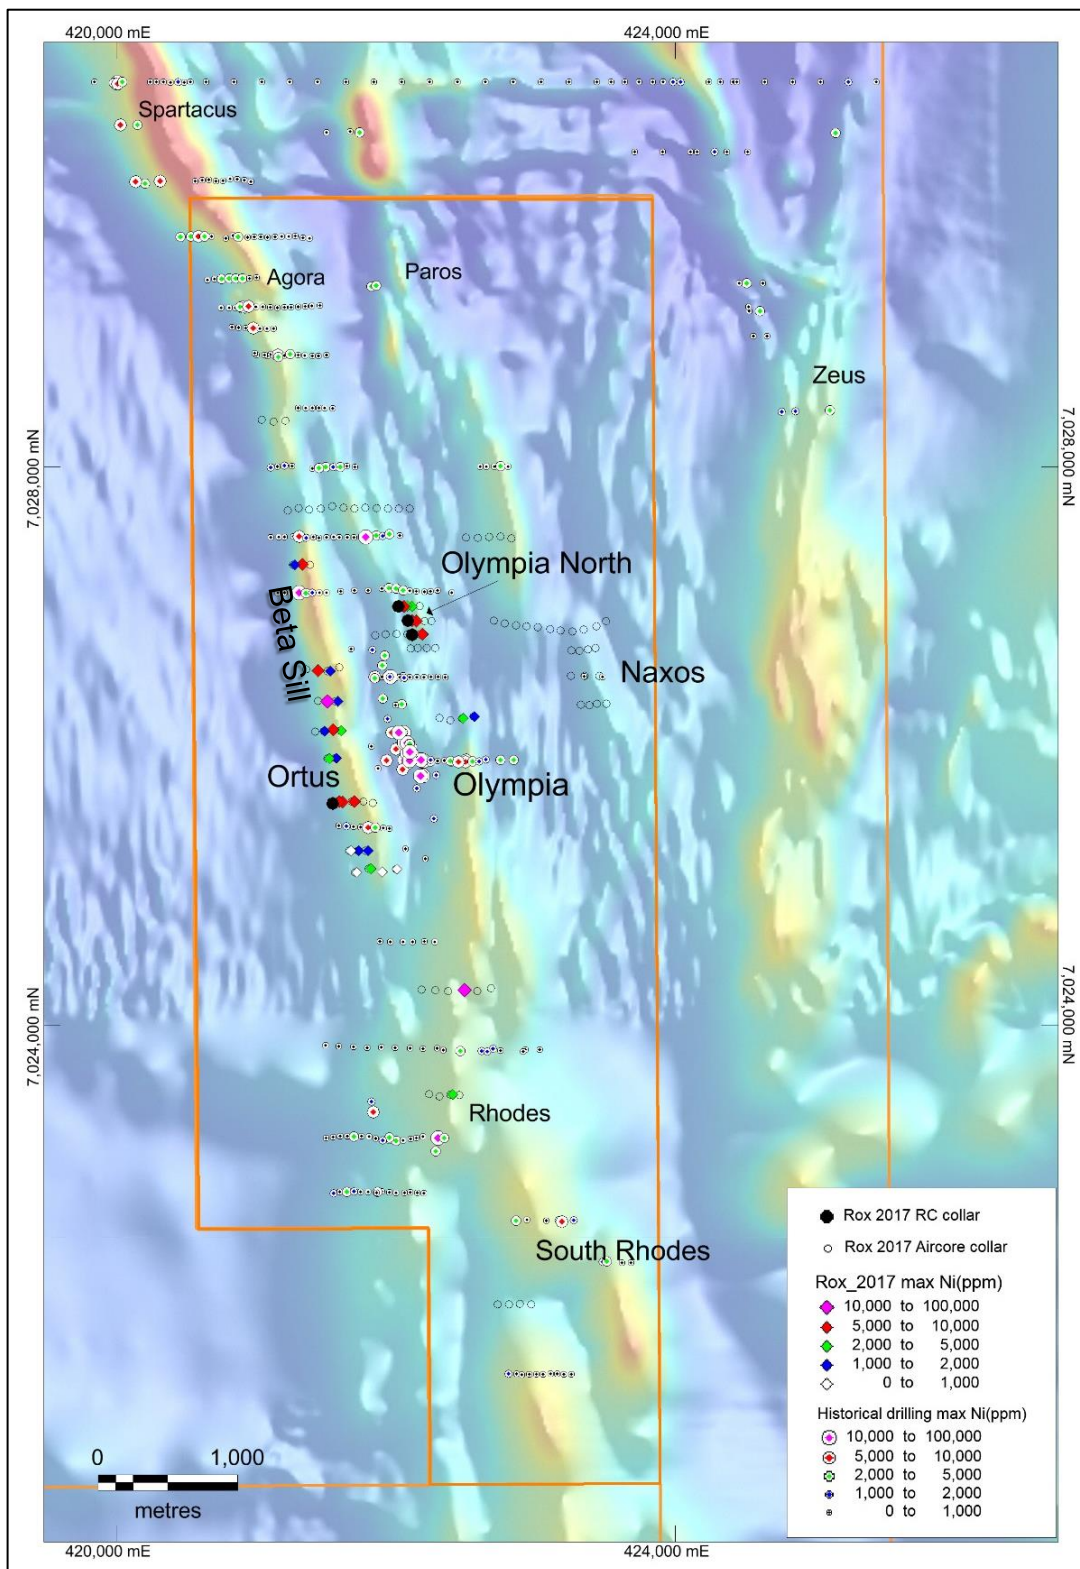 420,000 mE
424,000 mE
Spartacus
Agora
Paros
Zeus
7,028,000 mN
7,028,000 mN
Olympia North
Beta Sill
Naxos
Ortus
Olympia
7,024,000 mN
7,024,000 mN
Rhodes
South Rhodes
Rox 2017 RC collar
Rox 2017 Aircore collar
Rox_2017 max Ni(ppm)
10,000 to 100,000
5,000 to 10,000
2,000 to 5,000
1,000 to 2,000
0 to 1,000
Historical drilling max Ni(ppm)
10,000 to 100,000
5,000 to 10,000
2,000 to 5,000
1,000 to 2,000
0 to 1,000
0 1,000
metres
420,000 mE
424,000 mE